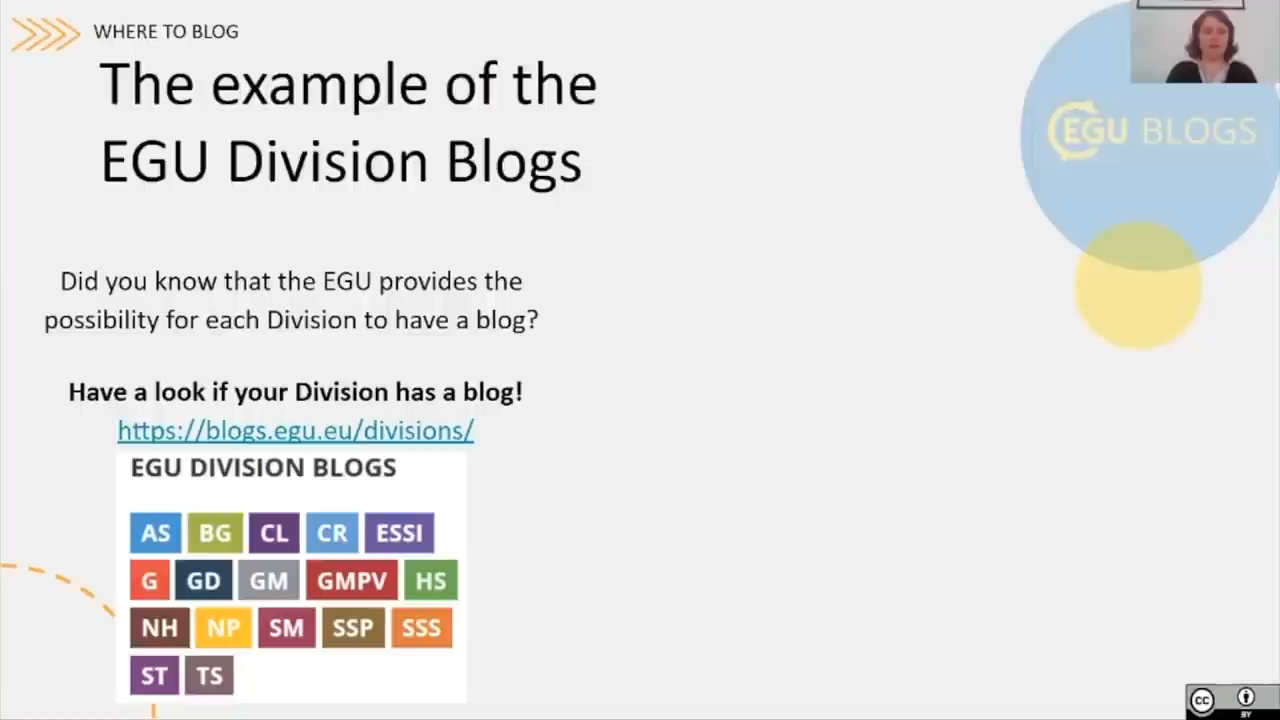 WHERE TO BLOG
The example of the
EGU Division Blogs
EGU BLOGS
Did you know that the EGU provides the
possibility for each Division to have a blog?
Have a look if your Division has a blog!
https://blogs.egu.eu/divisions/
EGU DIVISION BLOGS
AS BG CL CR ESSI
G GD GM GMPV HS
NH NP SM SSP SSS
ST TS
CC BY